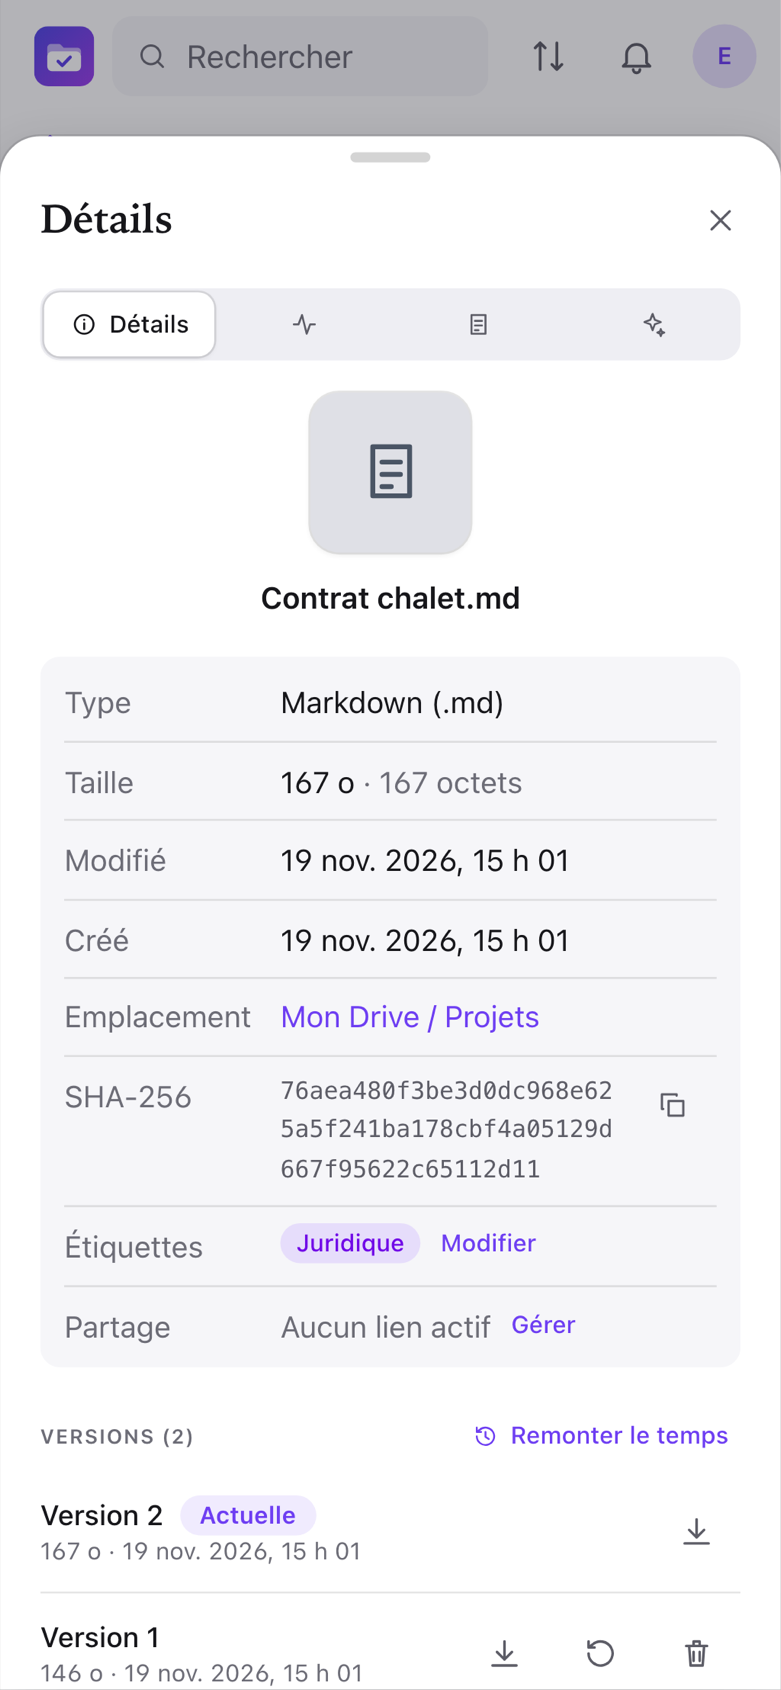 Rechercher
E
Détails
Détails
Contrat chalet.md
Type
Markdown (.md)
Taille
167 o · 167 octets
Modifié
19 nov. 2026, 15 h 01
Créé
19 nov. 2026, 15 h 01
Emplacement
Mon Drive / Projets
SHA-256
76aea480f3be3d0dc968e62
5a5f241ba178cbf4a05129d
667f95622c65112d11
Étiquettes
Juridique Modifier
Partage
Aucun lien actif Gérer
VERSIONS (2)
Remonter le temps
Version 2 Actuelle
167 o · 19 nov. 2026, 15 h 01
Version 1
146 o · 19 nov. 2026, 15 h 01